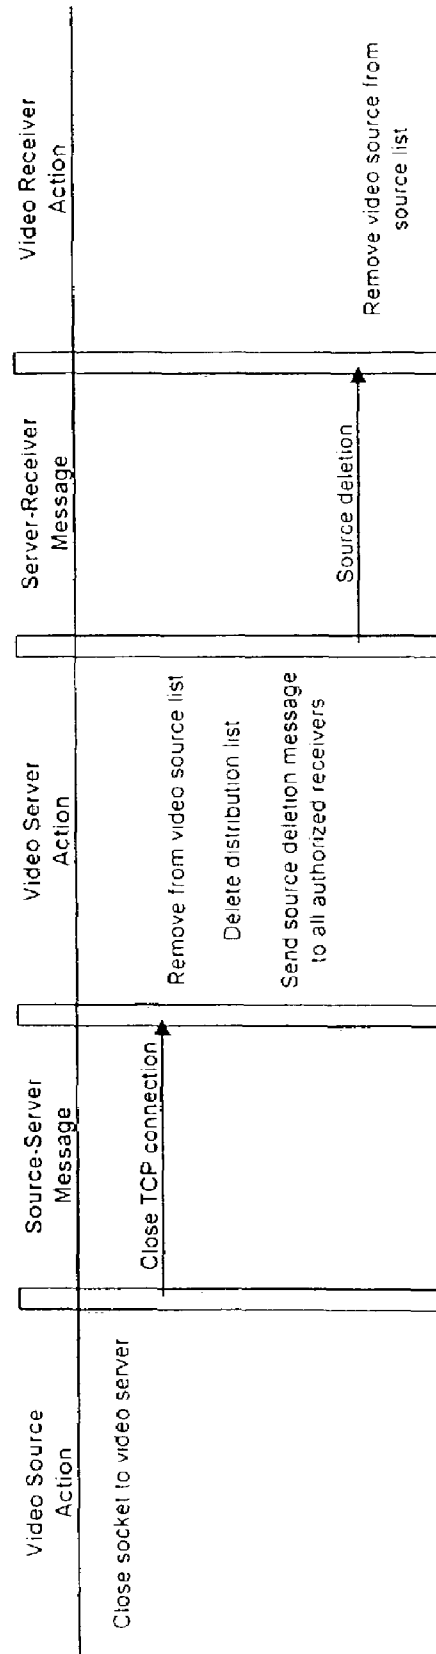 Video Source
Action
Source-Server
Message
Video Server
Action
Server-Receiver
Message
Video Receiver
Action
Close socket to video server
Close TCP connection
Remove from video source list
Delete distribution list
Send source deletion message
to all authorized receivers
Source deletion
Remove video source from
source list